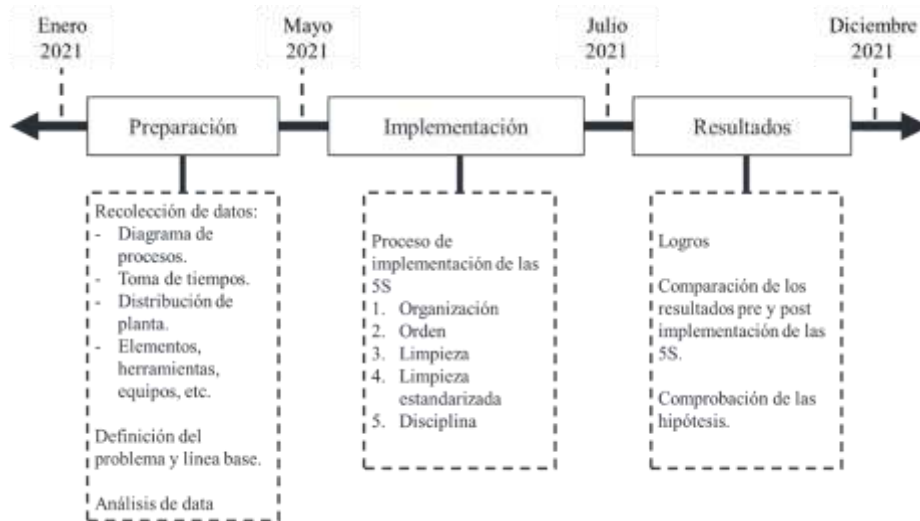 Enero
2021
Mayo
2021
Julio
2021
Diciembre
2021
Preparación
Implementación
Resultados
Recolección de datos:
- Diagrama de
procesos.
- Toma de tiempos.
- Distribución de
planta.
- Elementos,
herramientas,
equipos, etc.
Definición del
problema y línea base.
Análisis de data
Proceso de
implementación de las
5S
1. Organización
2. Orden
3. Limpieza
4. Limpieza
estandarizada
5. Disciplina
Logros
Comparación de los
resultados pre y post
implementación de las
5S.
Comprobación de las
hipótesis.